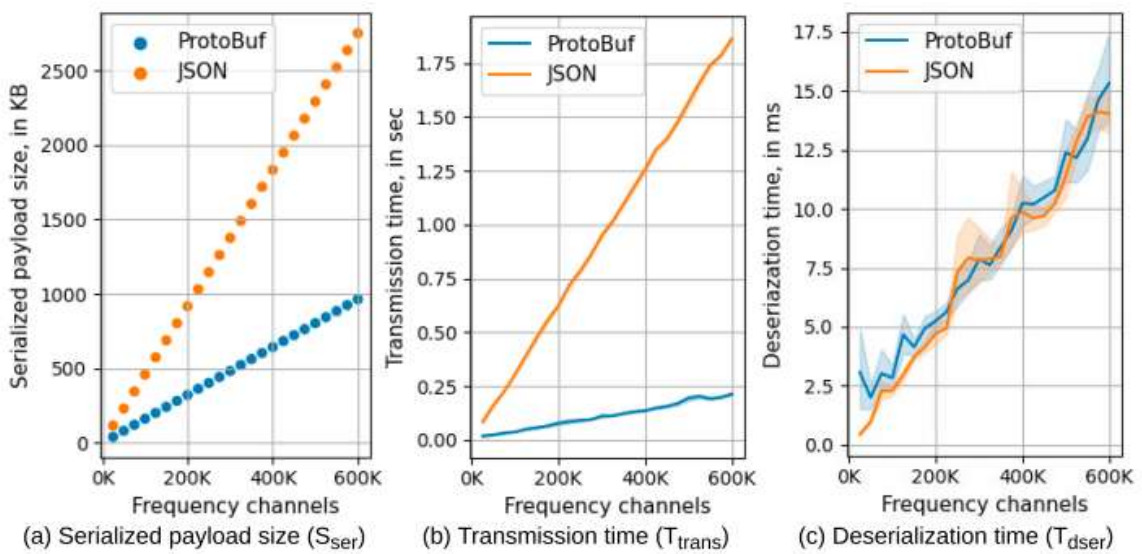 Serialized payload size, in KB
2500
2000
1500
1000
500
0
ProtoBuf
JSON
0K 200K 400K 600K
Frequency channels
(a) Serialized payload size (Sser)
Transmission time, in sec
1.75
1.50
1.25
1.00
0.75
0.50
0.25
0.00
ProtoBuf
JSON
0K 200K 400K 600K
Frequency channels
(b) Transmission time (Ttrans)
Deseriazation time, in ms
17.5
15.0
12.5
10.0
7.5
5.0
2.5
0.0
ProtoBuf
JSON
0K 200K 400K 600K
Frequency channels
(c) Deserialization time (Tdser)